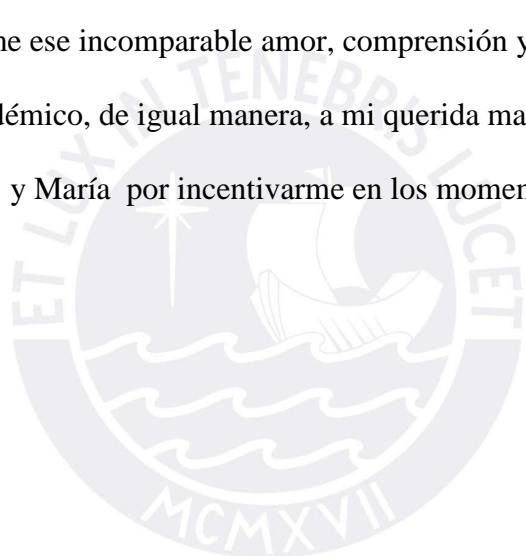 ne ese incomparable amor, comprensión y
démico, de igual manera, a mi querida ma
y María por incentivarme en los momen
ET LUX IN TENEBRIS LUCET
MCMXVII